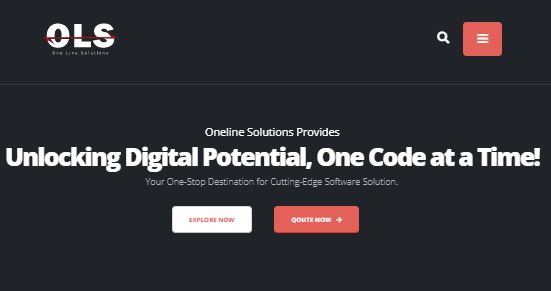 OLS
One Line Solutions
Oneline Solutions Provides
Unlocking Digital Potential, One Code at a Time!
Your One-Stop Destination for Cutting-Edge Software Solution.
EXPLORE NOW
QOUTE NOW